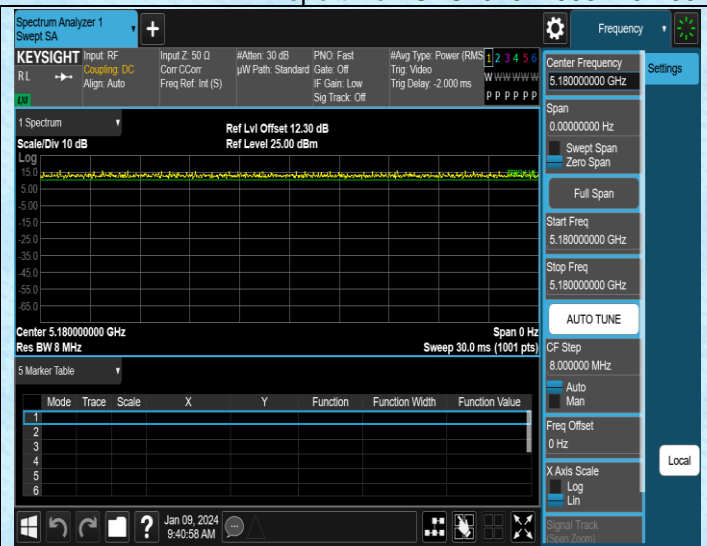 Spectrum Analyzer 1
Swept SA
+
Frequency
KEYSIGHT
RL
LXI
Input: RF
Coupling: DC
Align: Auto
Input Z: 50 Ω
Corr CCorr
Freq Ref: Int (S)
#Atten: 30 dB
µW Path: Standard
PNO: Fast
Gate: Off
IF Gain: Low
Sig Track: Off
#Avg Type: Power (RMS
Trig: Video
Trig Delay: -2.000 ms
1 2 3 4 5 6
W W W W W W
P P P P P P
Center Frequency
5.180000000 GHz
Settings
Span
0.00000000 Hz
Swept Span
Zero Span
Full Span
Start Freq
5.180000000 GHz
Stop Freq
5.180000000 GHz
AUTO TUNE
CF Step
8.000000 MHz
Auto
Man
Freq Offset
0 Hz
X Axis Scale
Log
Lin
Signal Track
(Span Zoom)
Local
1 Spectrum
Scale/Div 10 dB
Ref Lvl Offset 12.30 dB
Ref Level 25.00 dBm
Log
15.0
5.00
-5.00
-15.0
-25.0
-35.0
-45.0
-55.0
-65.0
Center 5.180000000 GHz
Res BW 8 MHz
Span 0 Hz
Sweep 30.0 ms (1001 pts)
5 Marker Table
Mode Trace Scale X Y Function Function Width Function Value
1
2
3
4
5
6
?
Jan 09, 2024
9:40:58 AM